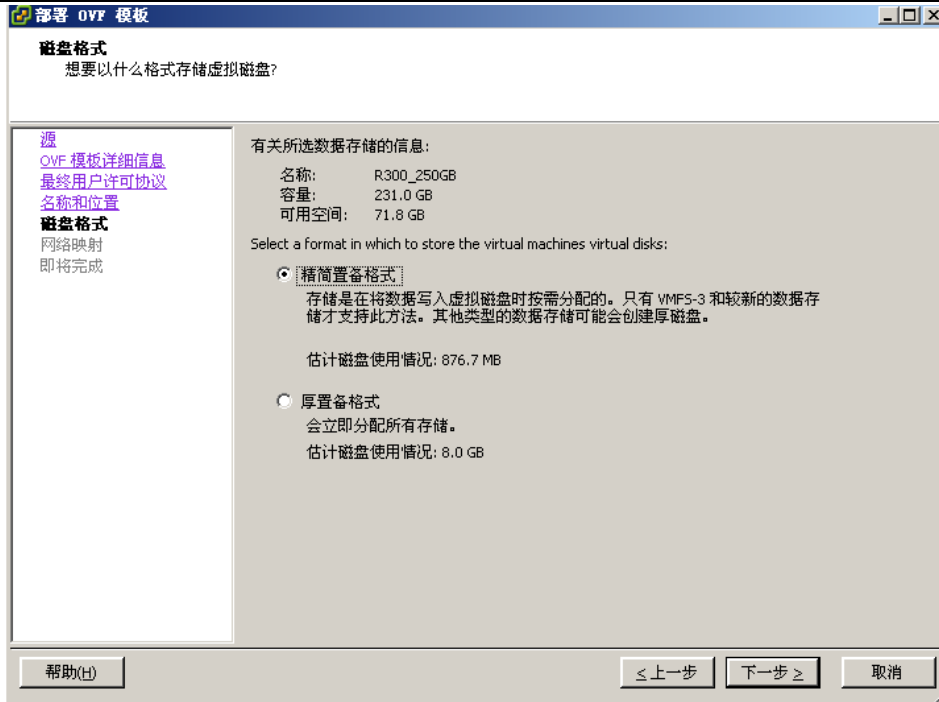 部署 OVF 模板
磁盘格式
想要以什么格式存储虚拟磁盘?
源
OVF 模板详细信息
最终用户许可协议
名称和位置
磁盘格式
网络映射
即将完成
有关所选数据存储的信息:
名称: R300_250GB
容量: 231.0 GB
可用空间: 71.8 GB
Select a format in which to store the virtual machines virtual disks:
精简置备格式
存储是在将数据写入虚拟磁盘时按需分配的。只有 VMFS-3 和较新的数据存
储才支持此方法。其他类型的数据存储可能会创建厚磁盘。
估计磁盘使用情况: 876.7 MB
厚置备格式
会立即分配所有存储。
估计磁盘使用情况: 8.0 GB
帮助(H)
≤上一步
下一步 ≥
取消